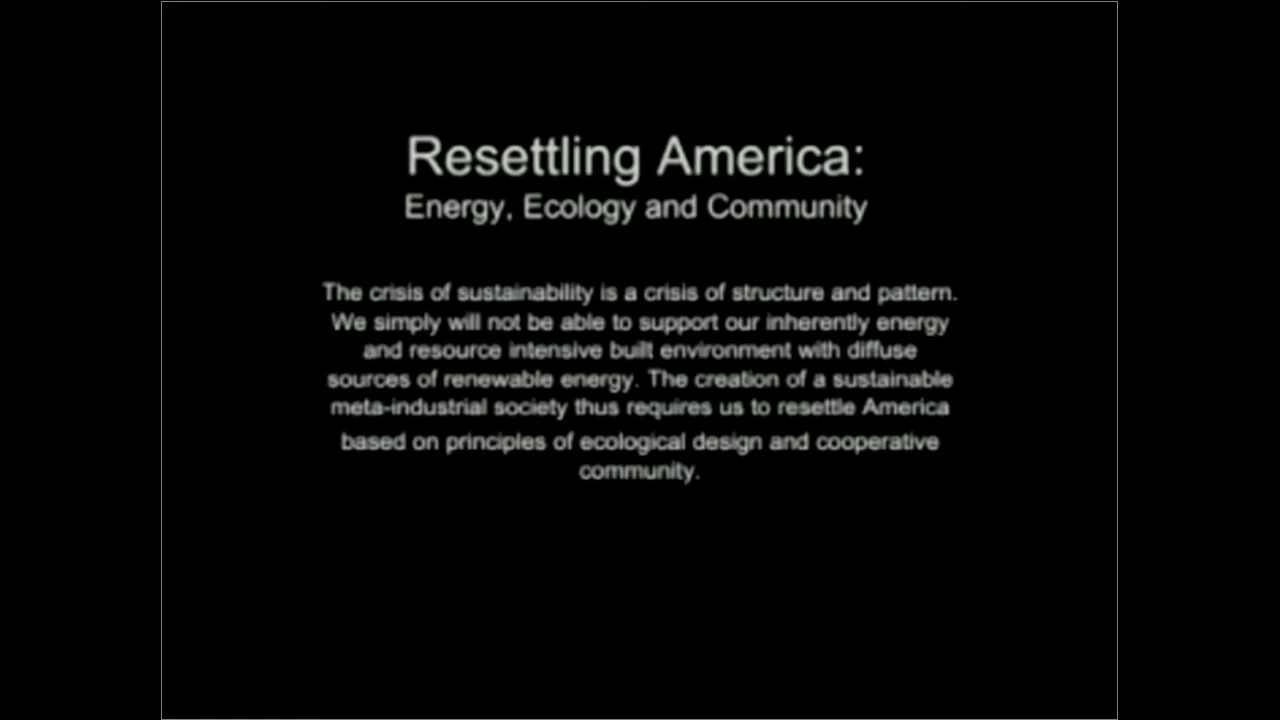 Resettling America:
Energy, Ecology and Community
The crisis of sustainability is a crisis of structure and pattern.
We simply will not be able to support our inherently energy
and resource intensive built environment with diffuse
sources of renewable energy. The creation of a sustainable
meta-industrial society thus requires us to resettle America
based on principles of ecological design and cooperative
community.